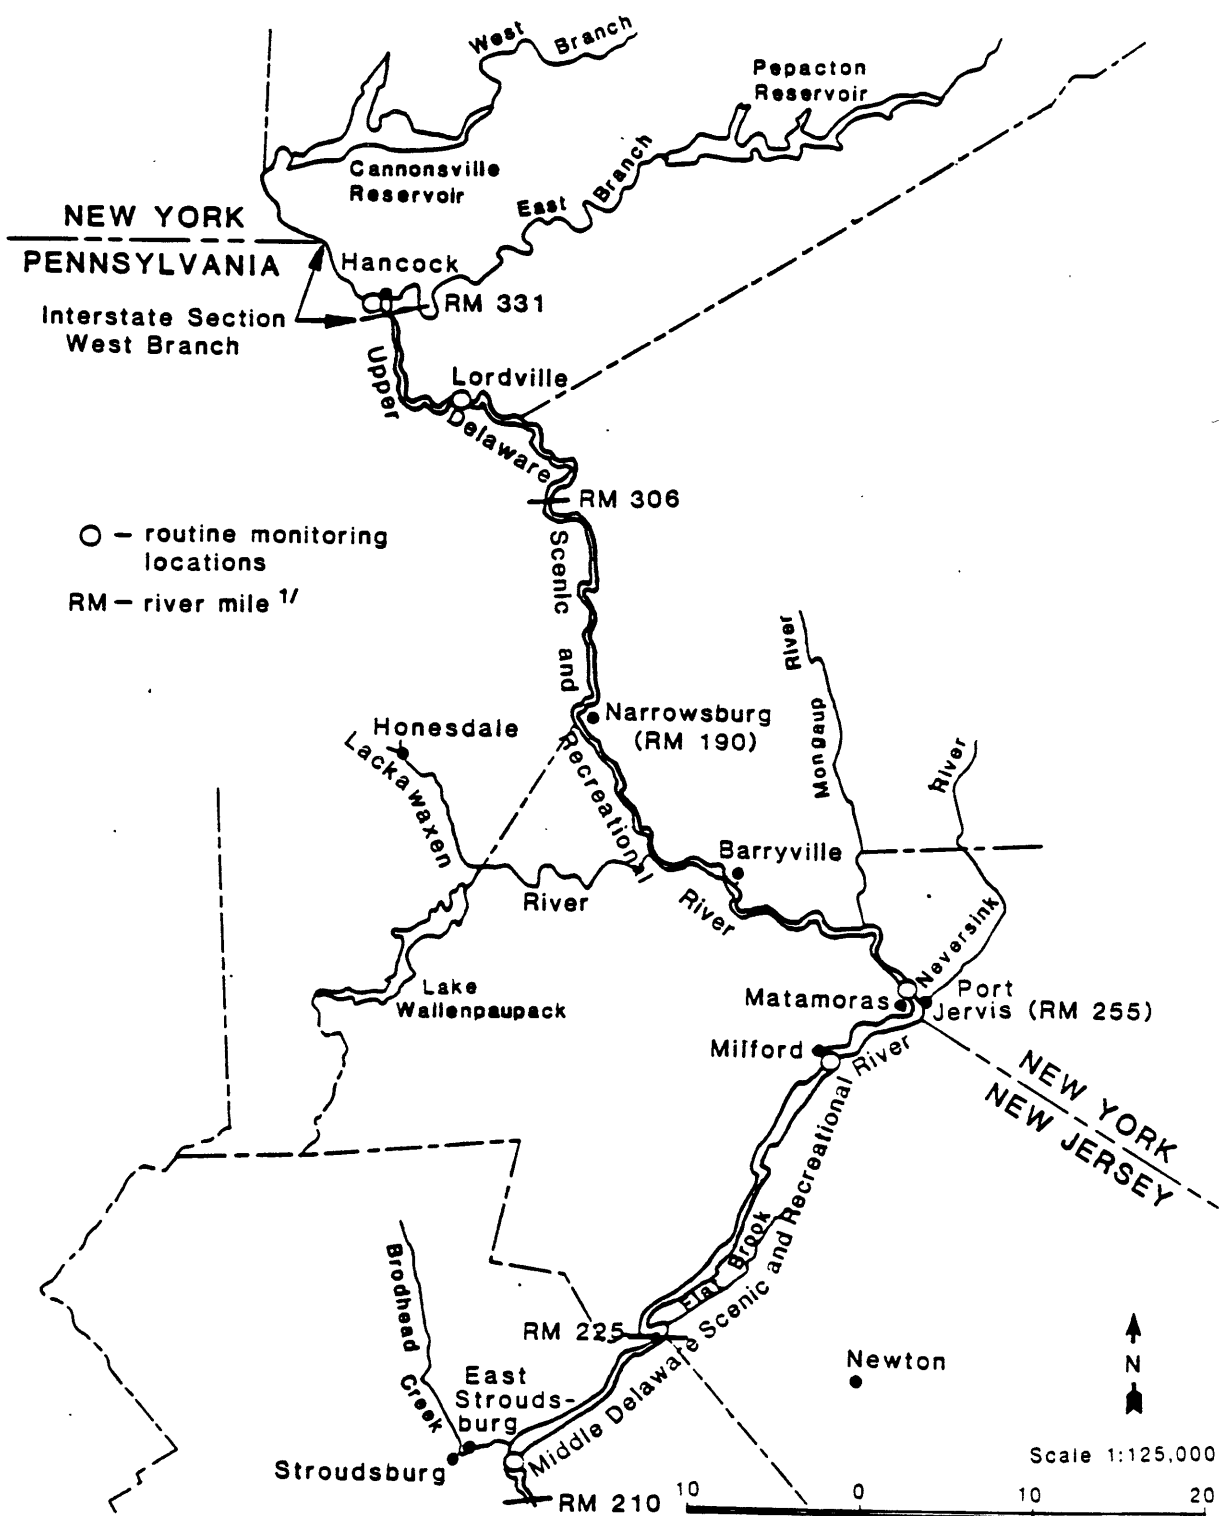 West Branch
Pepacton
Reservoir
Cannonsville
Reservoir
East Branch
NEW YORK
PENNSYLVANIA
Hancock
RM 331
Interstate Section
West Branch
Upper
Lordville
Delaware
RM 306
O – routine monitoring
locations
RM – river mile 1/
Scenic and
River
Mongaup
Narrowsburg
(RM 190)
Honesdale
Lackawaxen
Recreational
River
Barryville
River
River
Neversink
Lake
Wallenpaupack
Matamoras
Port
Jervis (RM 255)
Milford
NEW YORK
NEW JERSEY
Middle Delaware Scenic and Recreational River
Flat Brook
Brodhead
Creek
RM 225
East
Strouds-
burg
Stroudsburg
Newton
N
Scale 1:125,000
RM 210
10 0 10 20